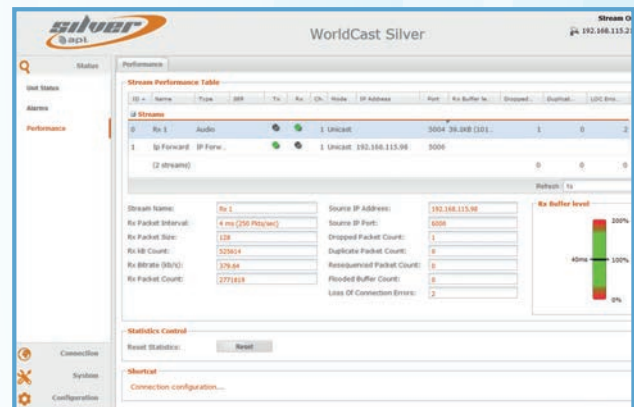 silver
apt
WorldCast Silver
Stream O
192.168.115.2
Status
Unit Status
Alarms
Performance
Performance
Stream Performance Table
ID Name Type SBR Tx Rx Ch. Mode IP Address Port Rx Buffer le... Dropped... Duplicat... LOC Erro...
Streams
0 Rx 1 Audio 1 Unicast 5004 39.0KB (101... 1 0 2
1 Ip Forward IP Forw... 1 Unicast 192.168.115.98 5006
(2 streams) 0 0 0
Refresh 1s
Stream Name: Rx 1
Rx Packet Interval: 4 ms (250 Pkts/sec)
Rx Packet Size: 128
Rx kB Count: 525614
Rx Bitrate (kb/s): 379.64
Rx Packet Count: 2771619
Source IP Address: 192.168.115.98
Source IP Port: 6006
Dropped Packet Count: 1
Duplicate Packet Count: 0
Resequenced Packet Count: 0
Flooded Buffer Count: 0
Loss Of Connection Errors: 2
Rx Buffer level
200%
40ms 100%
0%
Statistics Control
Reset Statistics: Reset
Shortcut
Connection configuration...
Connection
System
Configuration